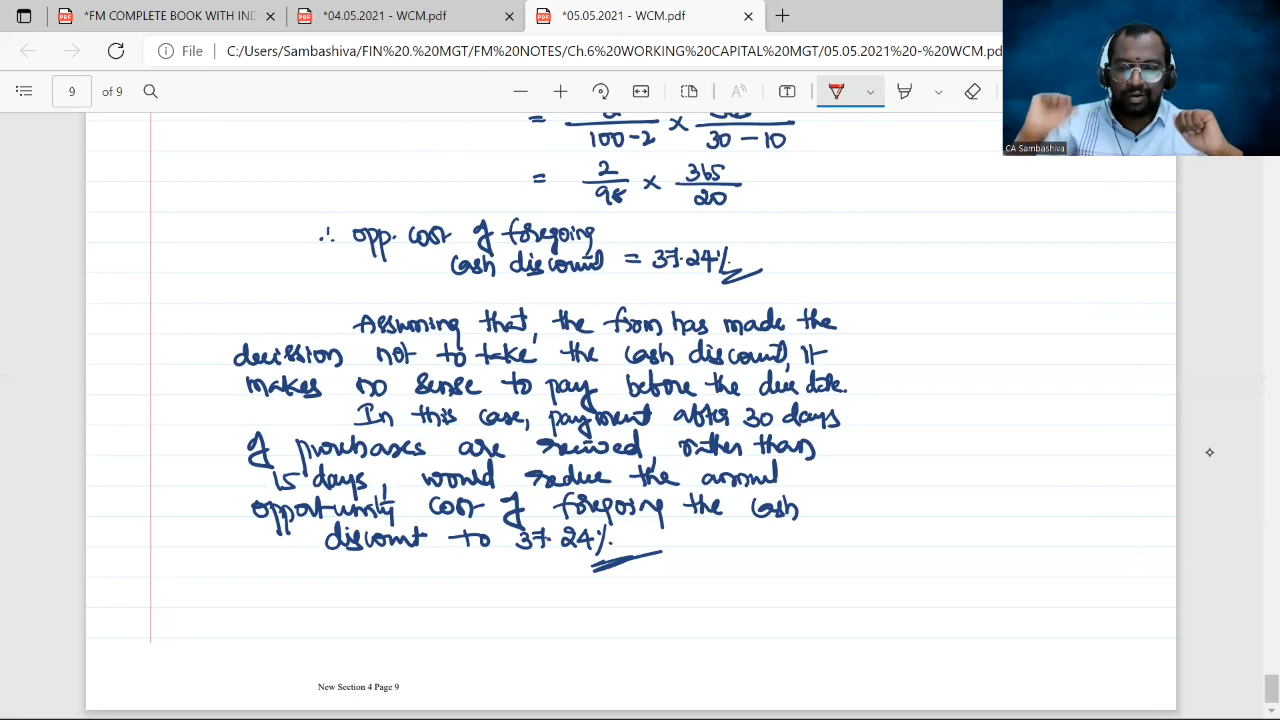 *FM COMPLETE BOOK WITH IND
*04.05.2021 - WCM.pdf
*05.05.2021 - WCM.pdf
File
C:/Users/Sambashiva/FIN%20.%20MGT/FM%20NOTES/Ch.6%20WORKING%20CAPITAL%20MGT/05.05.2021%20-%20WCM.pd
9 of 9
CA Sambashiva
=
100-2 × 30-10
= 2/98 × 365/20
∴ opp. cost of foregoing
cash discount = 37.24%
Assuming that, the firm has made the
decission not to take the cash discount, it
makes no sense to pay before the due date.
In this case, payment after 30 days
of purchases are received, rather than
15 days, would reduce the annual
opportunity cost of foregoing the cash
discount to 37.24%.
New Section 4 Page 9